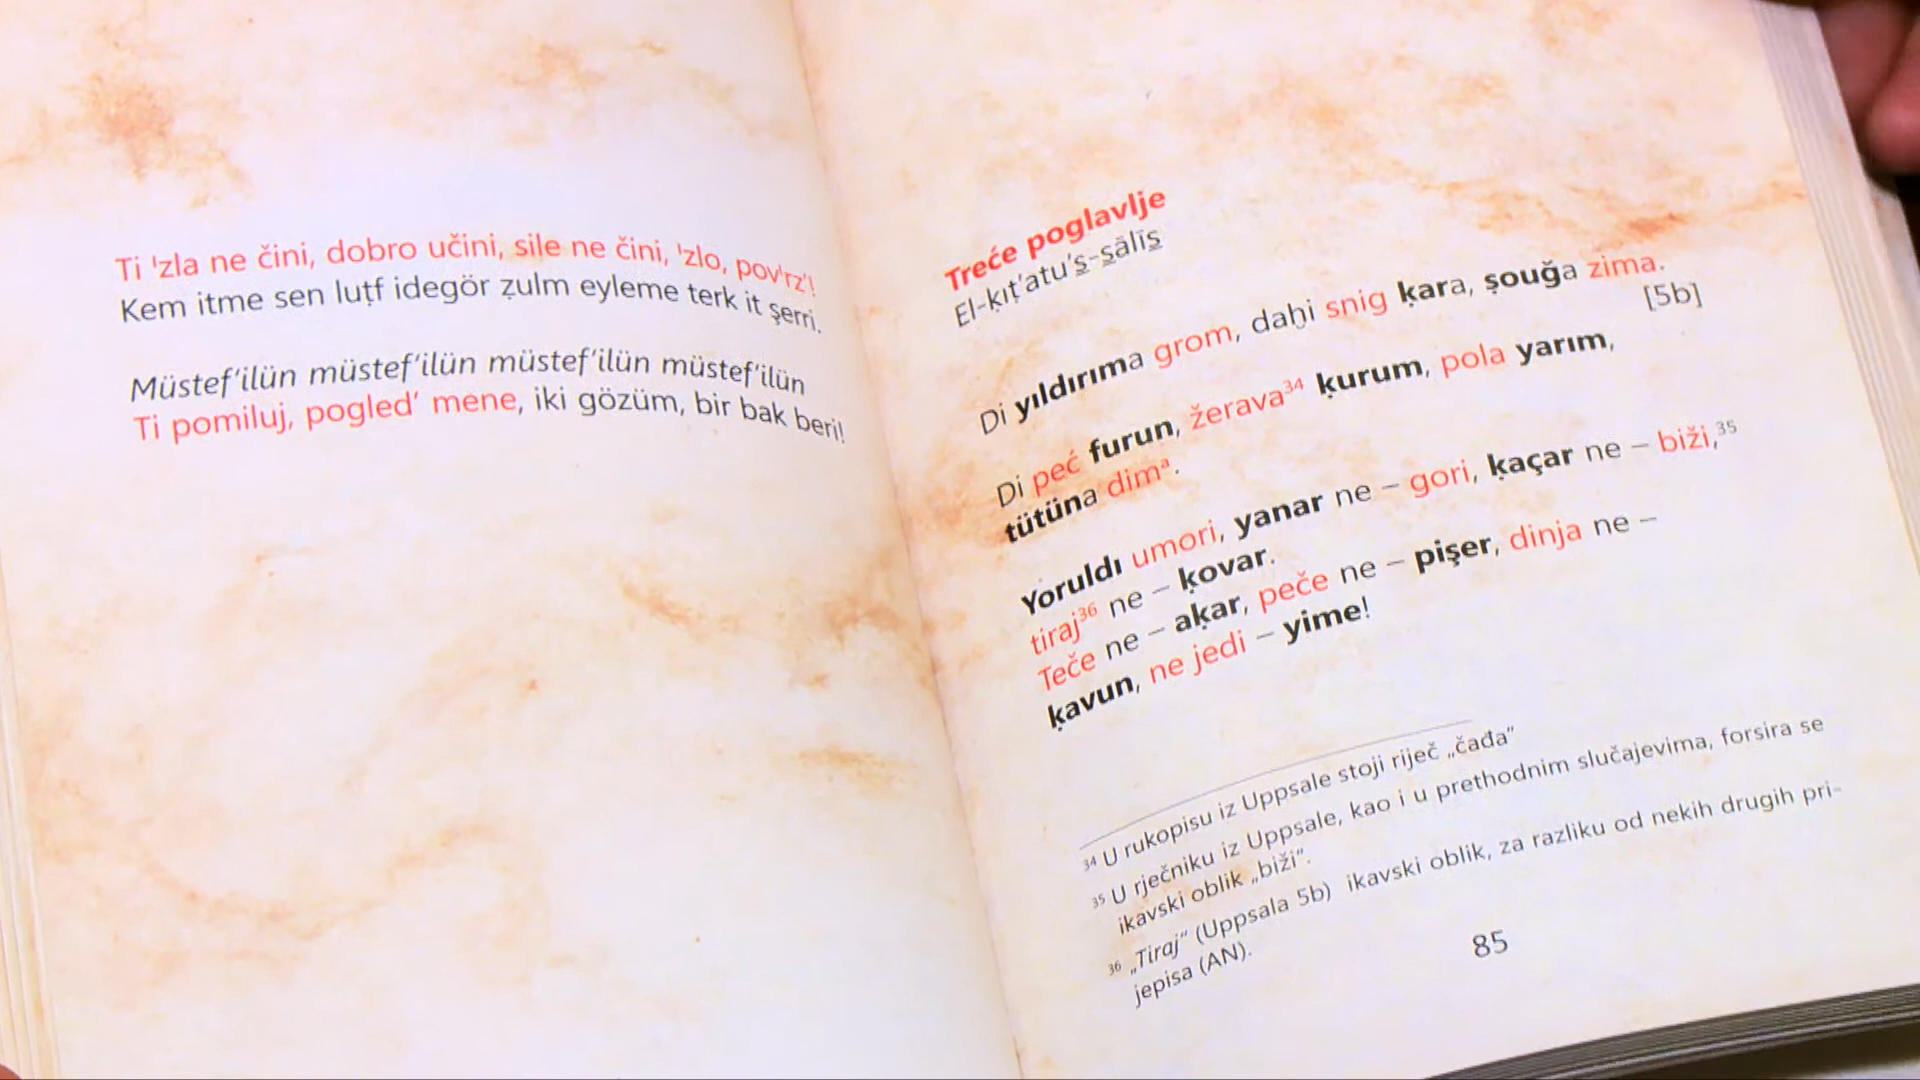 Ti 'zla ne čini, dobro učini, sile ne čini, 'zlo, pov'rz'!
Kem itme sen luṭf idegör ẓulm eyleme terk it şerri.
Müstef'ilün müstef'ilün müstef'ilün müstef'ilün
Ti pomiluj, pogled' mene, iki gözüm, bir bak beri!
Treće poglavlje
El-ḳıṭ'atu's̱-s̱ālis̱
Di yıldırıma grom, daḫi snig ḳara, ṣouğa zima.
[5b]
Di peć furun, žerava³⁴ ḳurum, pola yarım,
tütüna dimᵃ.
Yoruldı umori, yanar ne – gori, ḳaçar ne – biži,³⁵
tiraj³⁶ ne – ḳovar.
Teče ne – aḳar, peče ne – pişer, dinja ne –
ḳavun, ne jedi – yime!
³⁴ U rukopisu iz Uppsale stoji riječ „čađa“
³⁵ U rječniku iz Uppsale, kao i u prethodnim slučajevima, forsira se
ikavski oblik „biži“.
³⁶ „Tiraj“ (Uppsala 5b) ikavski oblik, za razliku od nekih drugih pri-
jepisa (AN).
85